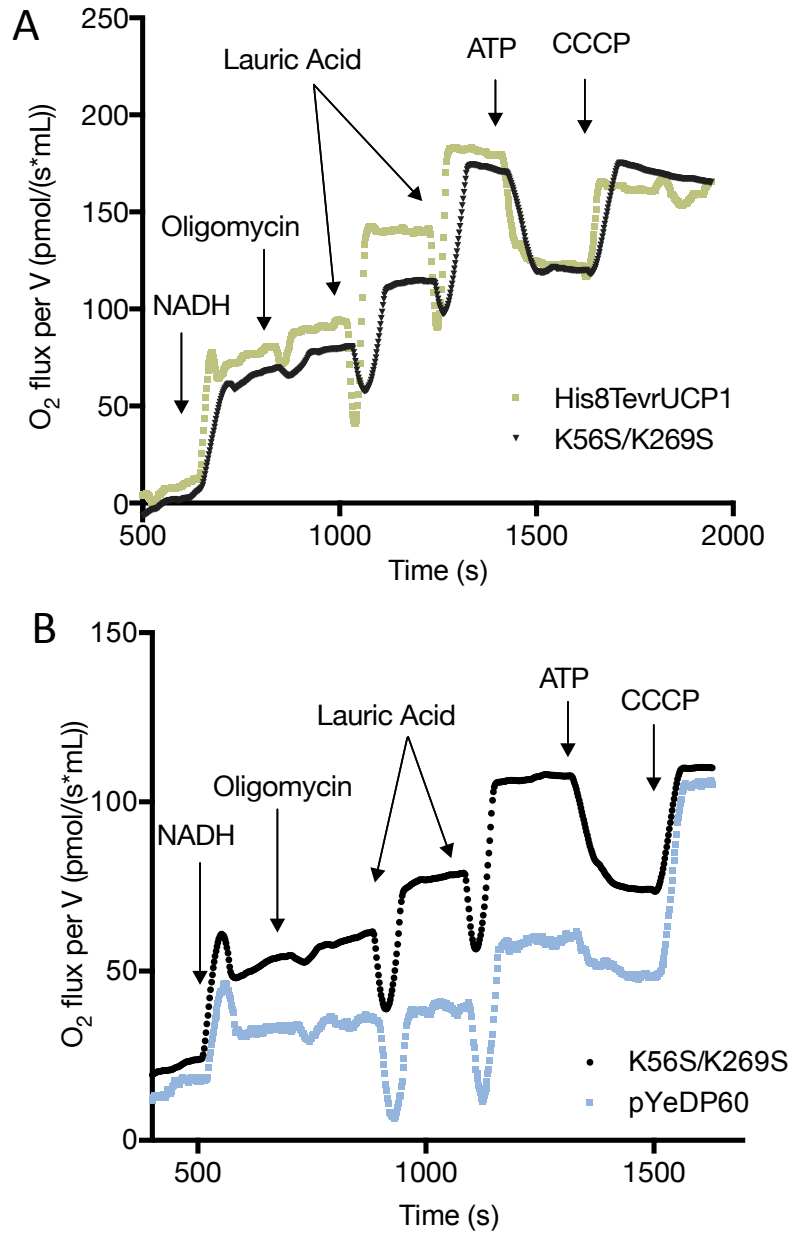 A
250
200
150
100
50
0
O2 flux per V (pmol/(s*mL))
NADH
Oligomycin
Lauric Acid
ATP
CCCP
His8TevrUCP1
K56S/K269S
500
1000
1500
2000
Time (s)
B
150
100
50
0
O2 flux per V (pmol/(s*mL))
NADH
Oligomycin
Lauric Acid
ATP
CCCP
K56S/K269S
pYeDP60
500
1000
1500
Time (s)